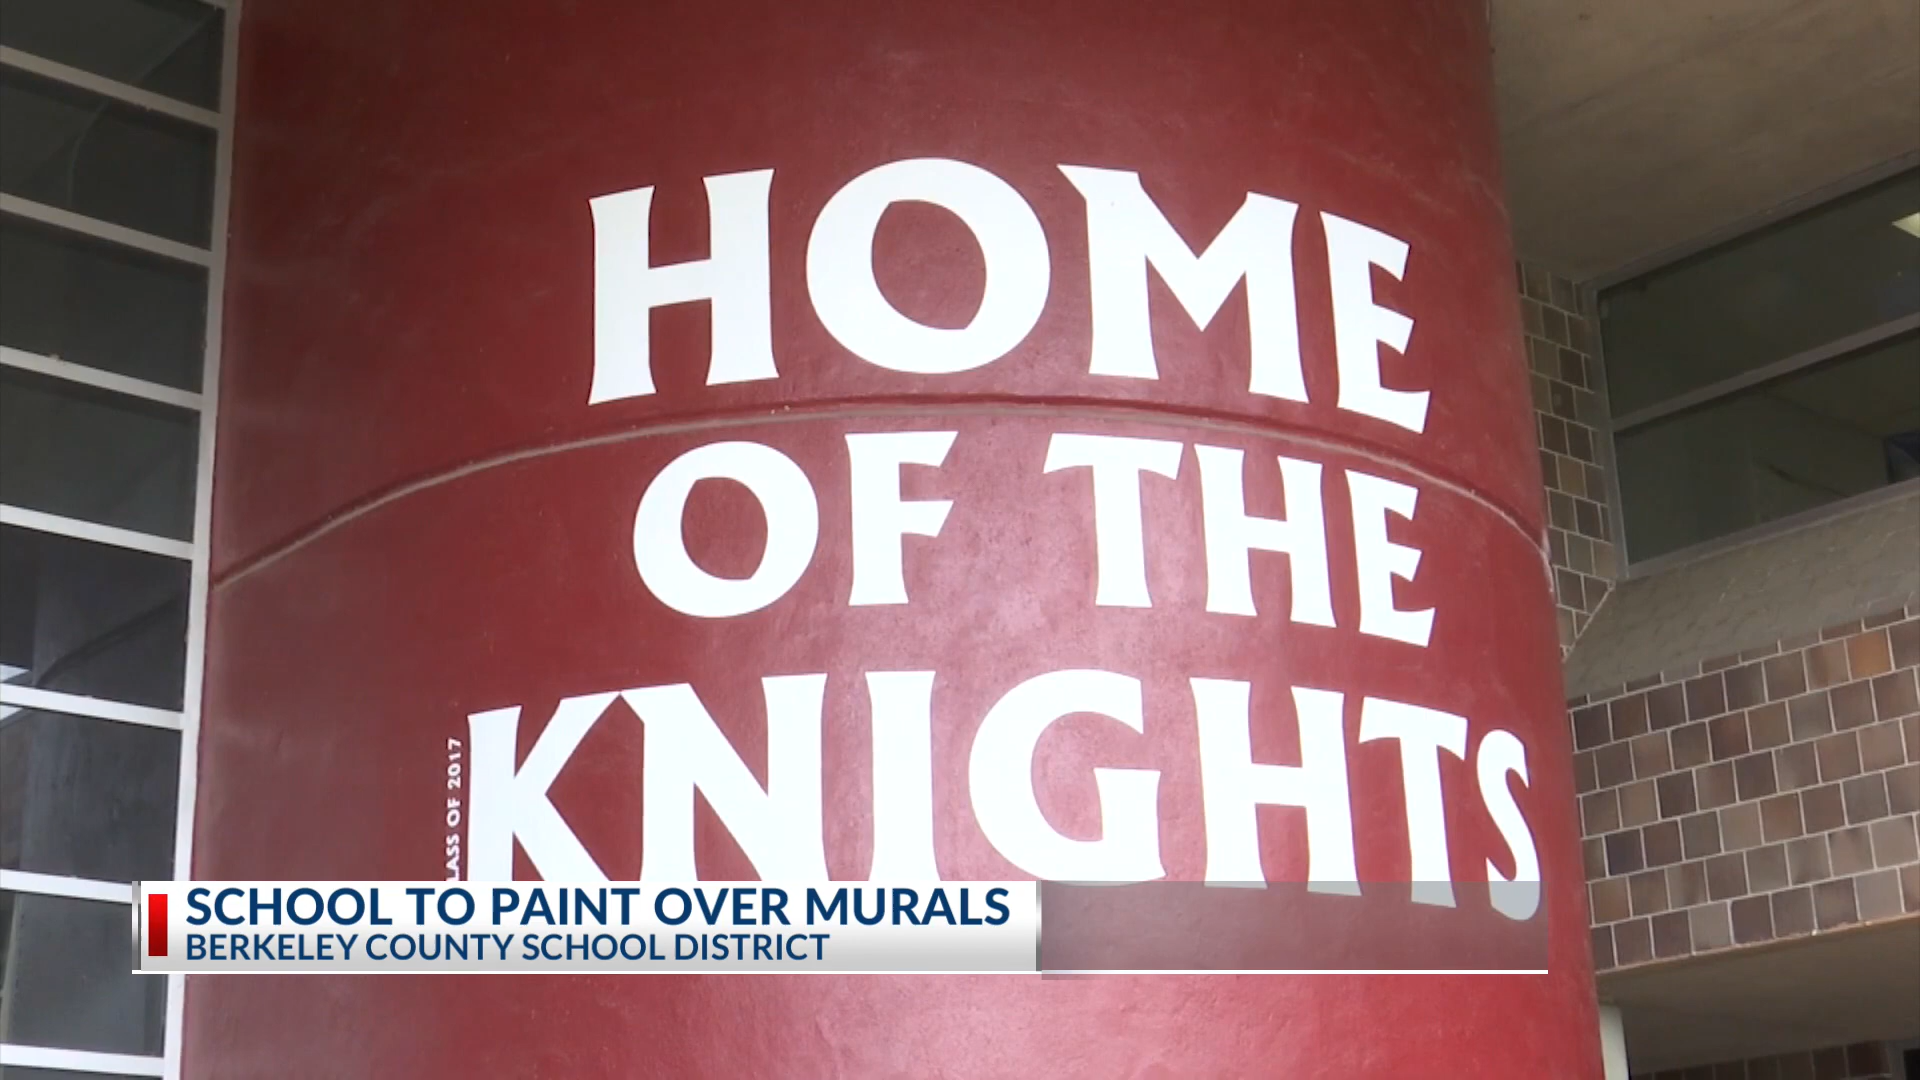 HOME
OF THE
KNIGHTS
LASS OF 2017
SCHOOL TO PAINT OVER MURALS
BERKELEY COUNTY SCHOOL DISTRICT